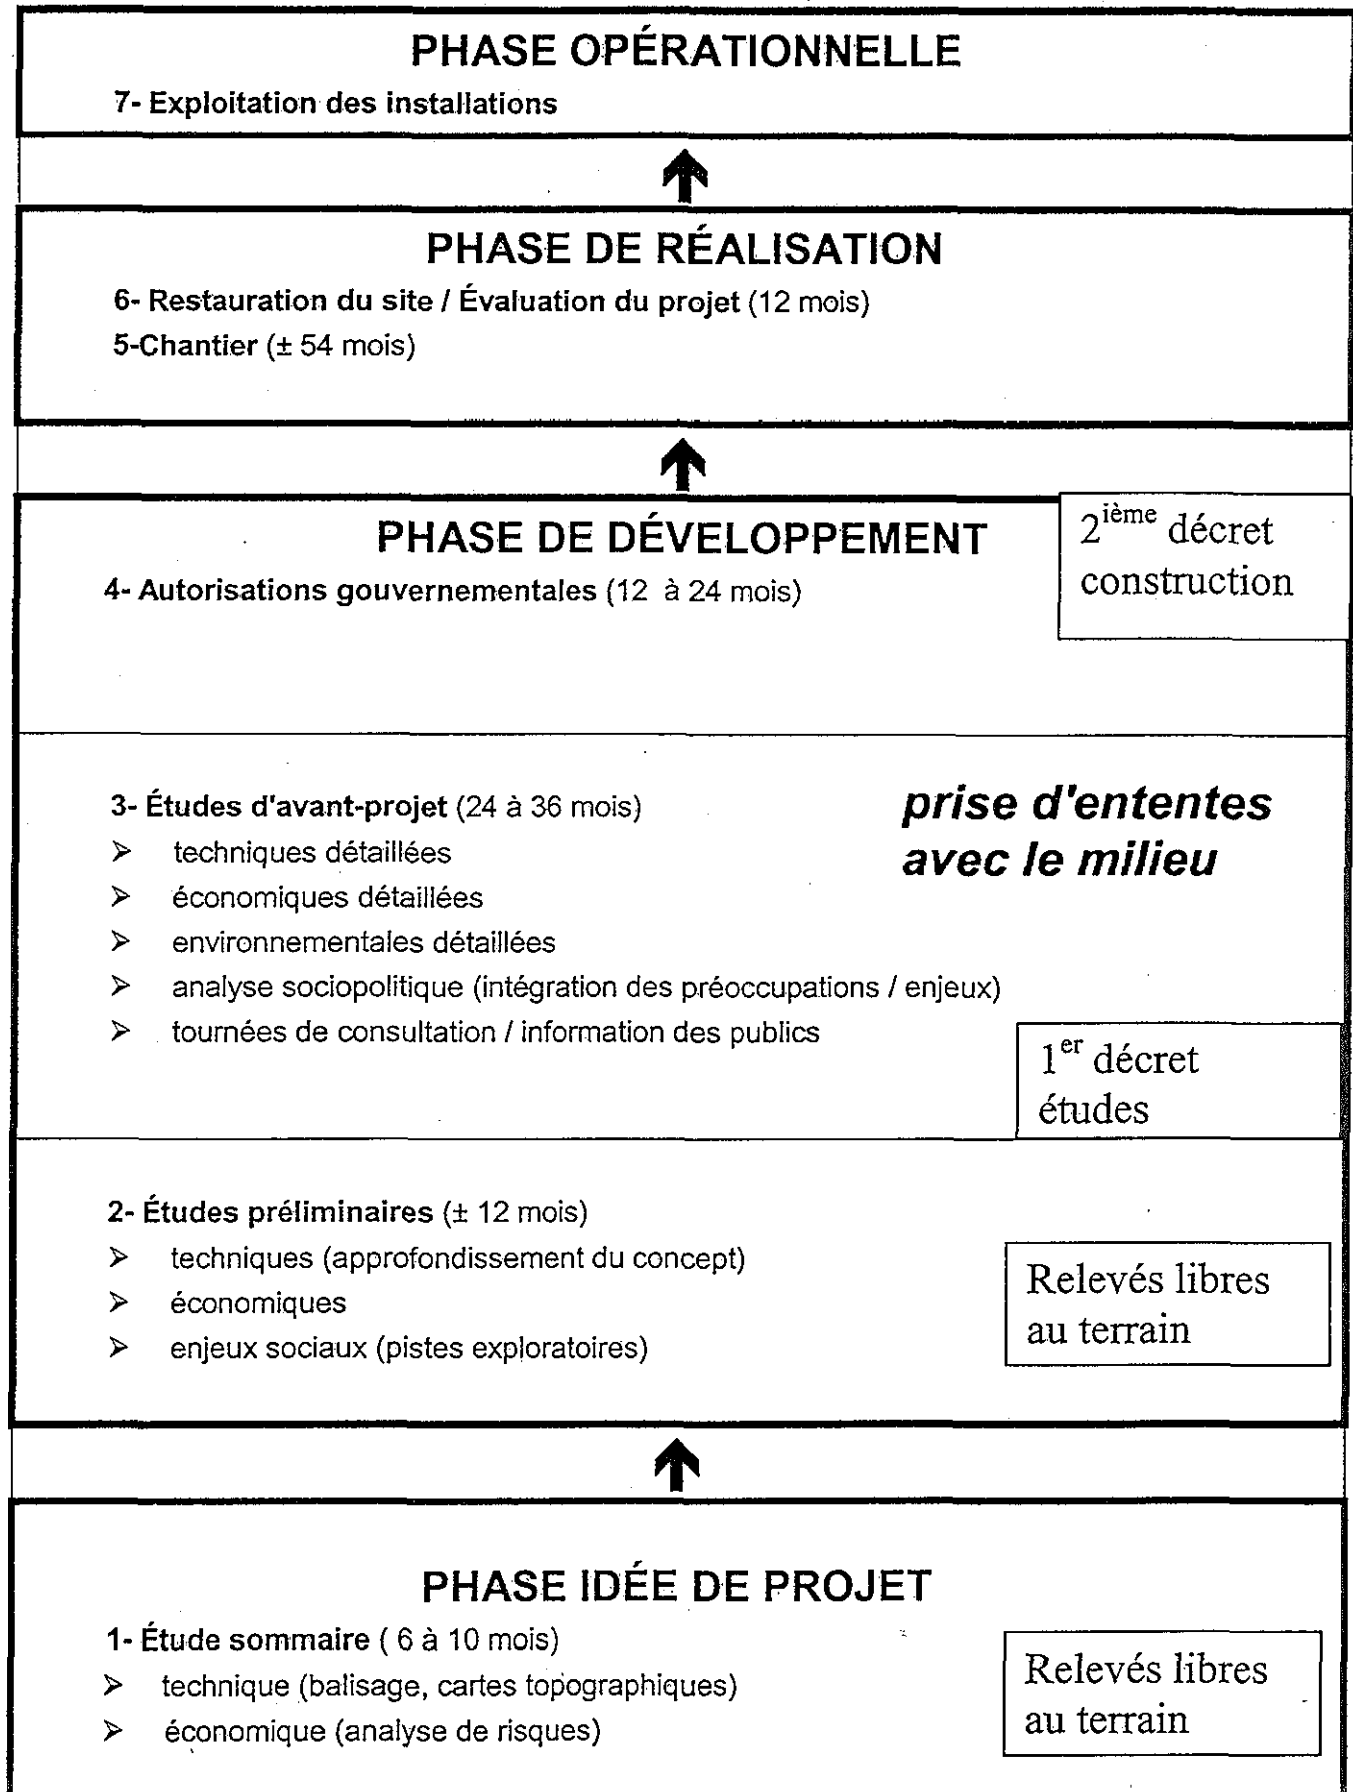 PHASE OPÉRATIONNELLE
7- Exploitation des installations
PHASE DE RÉALISATION
6- Restauration du site / Évaluation du projet (12 mois)
5-Chantier (± 54 mois)
PHASE DE DÉVELOPPEMENT
2ième décret
construction
4- Autorisations gouvernementales (12 à 24 mois)
3- Études d'avant-projet (24 à 36 mois)
➢ techniques détaillées
➢ économiques détaillées
➢ environnementales détaillées
➢ analyse sociopolitique (intégration des préoccupations / enjeux)
➢ tournées de consultation / information des publics
prise d'ententes
avec le milieu
1er décret
études
2- Études préliminaires (± 12 mois)
➢ techniques (approfondissement du concept)
➢ économiques
➢ enjeux sociaux (pistes exploratoires)
Relevés libres
au terrain
PHASE IDÉE DE PROJET
1- Étude sommaire ( 6 à 10 mois)
➢ technique (balisage, cartes topographiques)
➢ économique (analyse de risques)
Relevés libres
au terrain